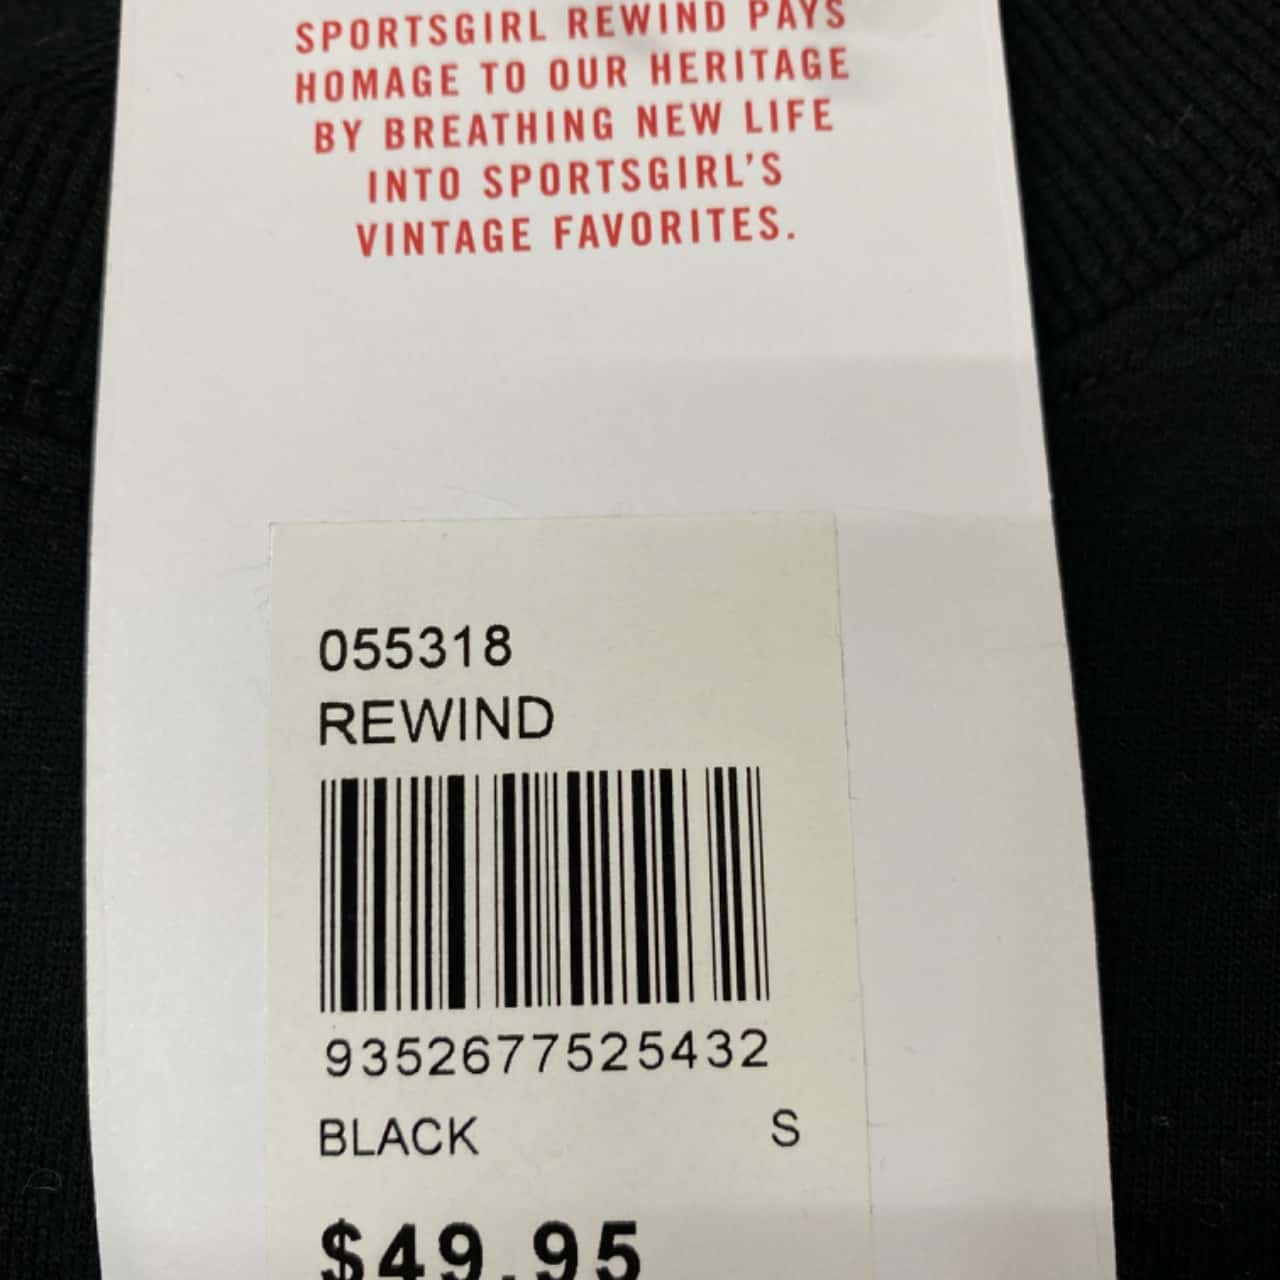 SPORTSGIRL REWIND PAYS
HOMAGE TO OUR HERITAGE
BY BREATHING NEW LIFE
INTO SPORTSGIRL'S
VINTAGE FAVORITES.
055318
REWIND
9352677525432
BLACK S
$49.95